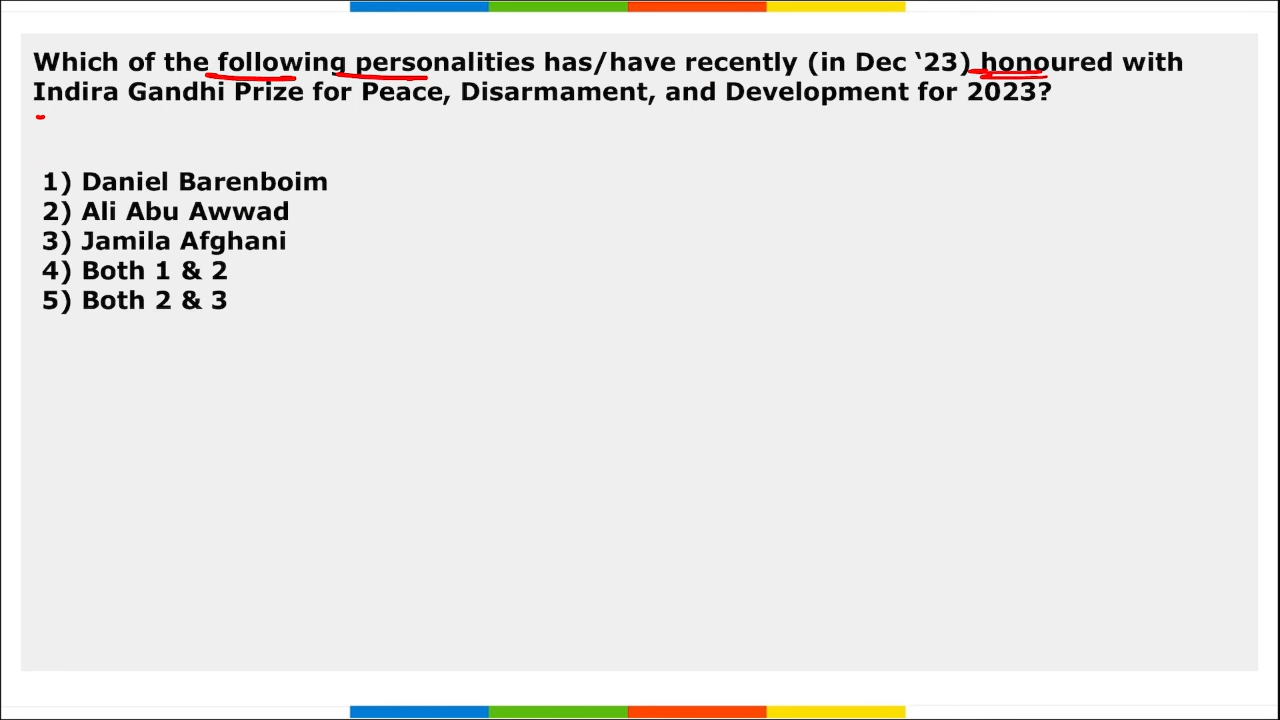 Which of the following personalities has/have recently (in Dec ‘23) honoured with
Indira Gandhi Prize for Peace, Disarmament, and Development for 2023?
1) Daniel Barenboim
2) Ali Abu Awwad
3) Jamila Afghani
4) Both 1 & 2
5) Both 2 & 3